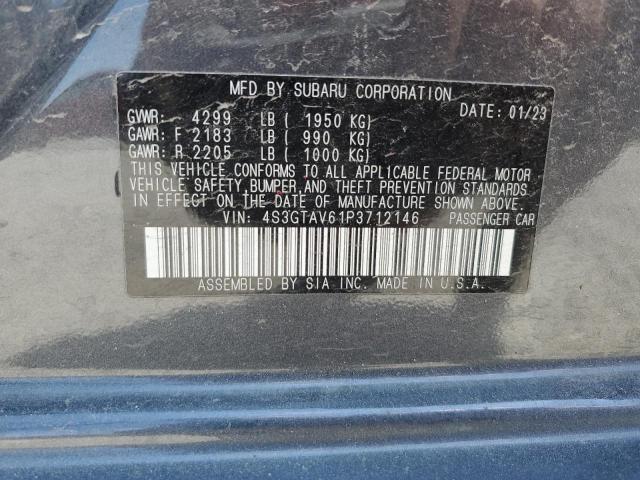 MFD BY SUBARU CORPORATION
DATE: 01/23
GVWR: 4299 LB ( 1950 KG)
GAWR: F 2183 LB ( 990 KG)
GAWR: R 2205 LB ( 1000 KG)
THIS VEHICLE CONFORMS TO ALL APPLICABLE FEDERAL MOTOR
VEHICLE SAFETY, BUMPER, AND THEFT PREVENTION STANDARDS
IN EFFECT ON THE DATE OF MANUFACTURE SHOWN ABOVE.
VIN: 4S3GTAV61P3712146 PASSENGER CAR
ASSEMBLED BY SIA INC. MADE IN U.S.A.